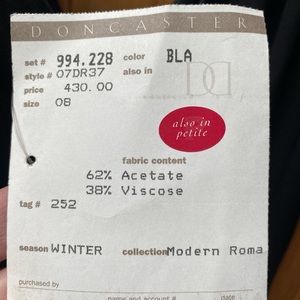 DONCASTER
set # 994.228 color BLA
style # 07DR37 also in
price 430.00
size 08
also in
petite
fabric content
62% Acetate
38% Viscose
tag # 252
season WINTER collection Modern Roma
purchased by
name and account # date